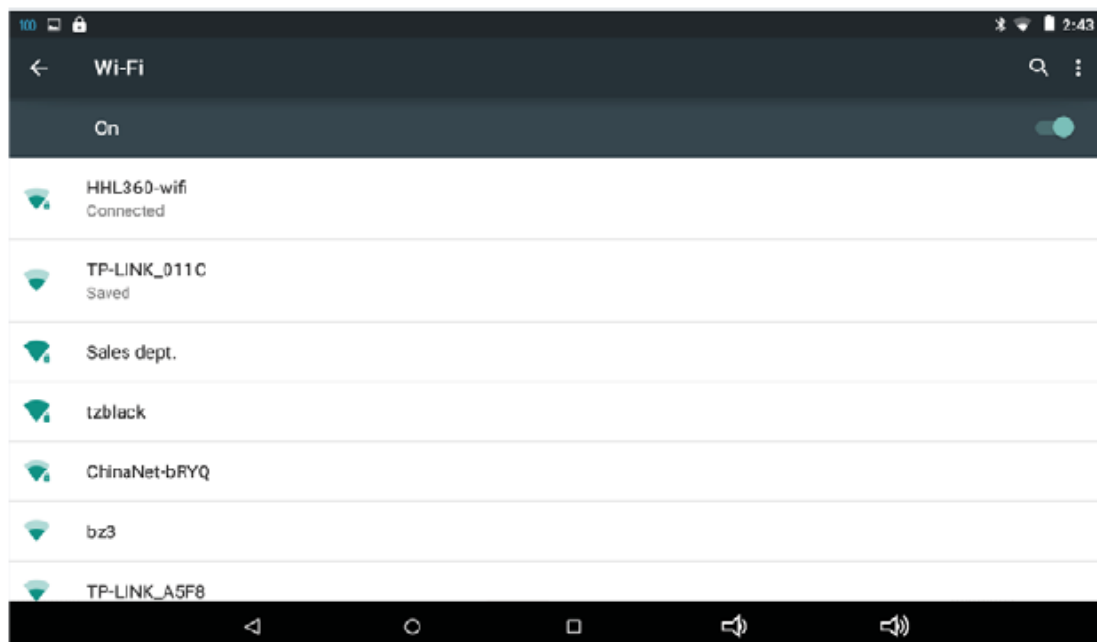 100 2:43
Wi-Fi
On
HHL360-wifi
Connected
TP-LINK_011C
Saved
Sales dept.
tzblack
ChinaNet-bRYQ
bz3
TP-LINK_A5F8